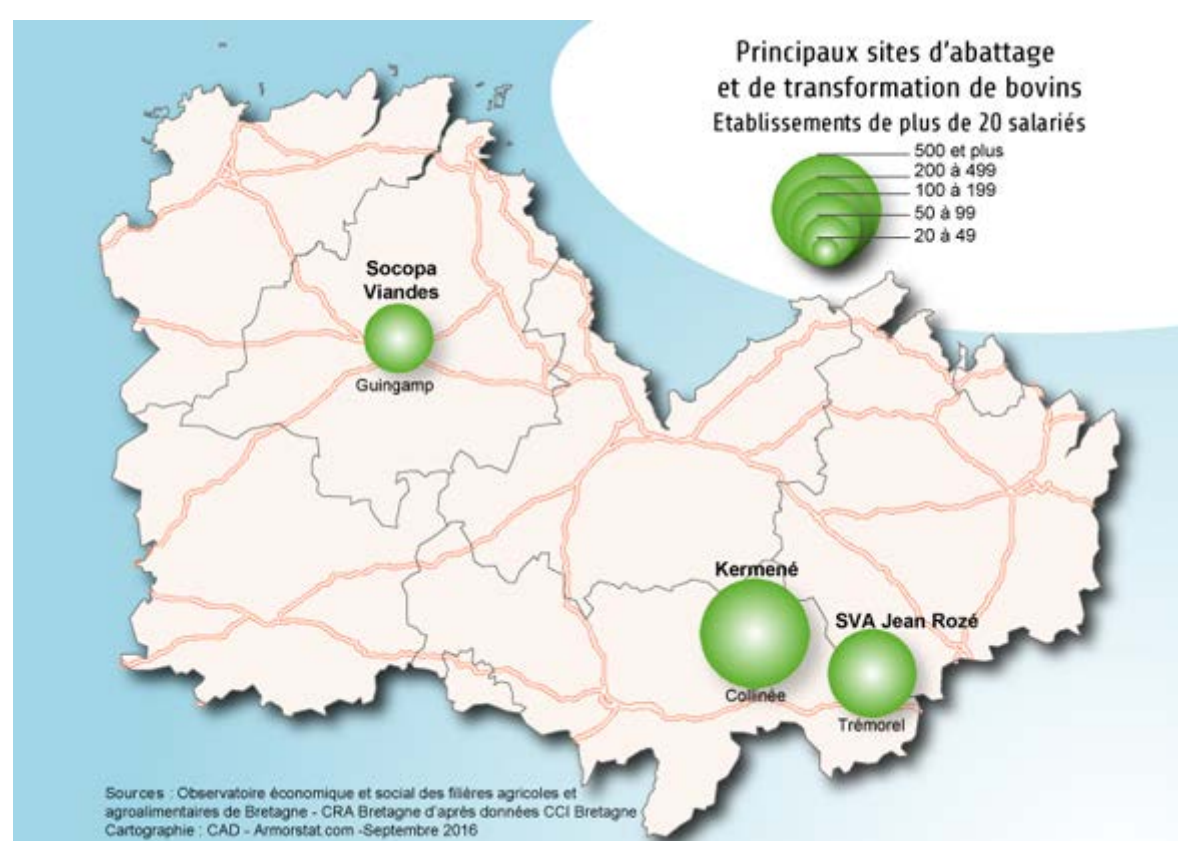 Principaux sites d'abattage
et de transformation de bovins
Etablissements de plus de 20 salariés
500 et plus
200 à 499
100 à 199
50 à 99
20 à 49
Socopa
Viandes
Guingamp
Kermené
Collinée
SVA Jean Rozé
Trémorel
Sources : Observatoire économique et social des filières agricoles et
agroalimentaires de Bretagne - CRA Bretagne d'après données CCI Bretagne
Cartographie : CAD - Armorstat.com -Septembre 2016